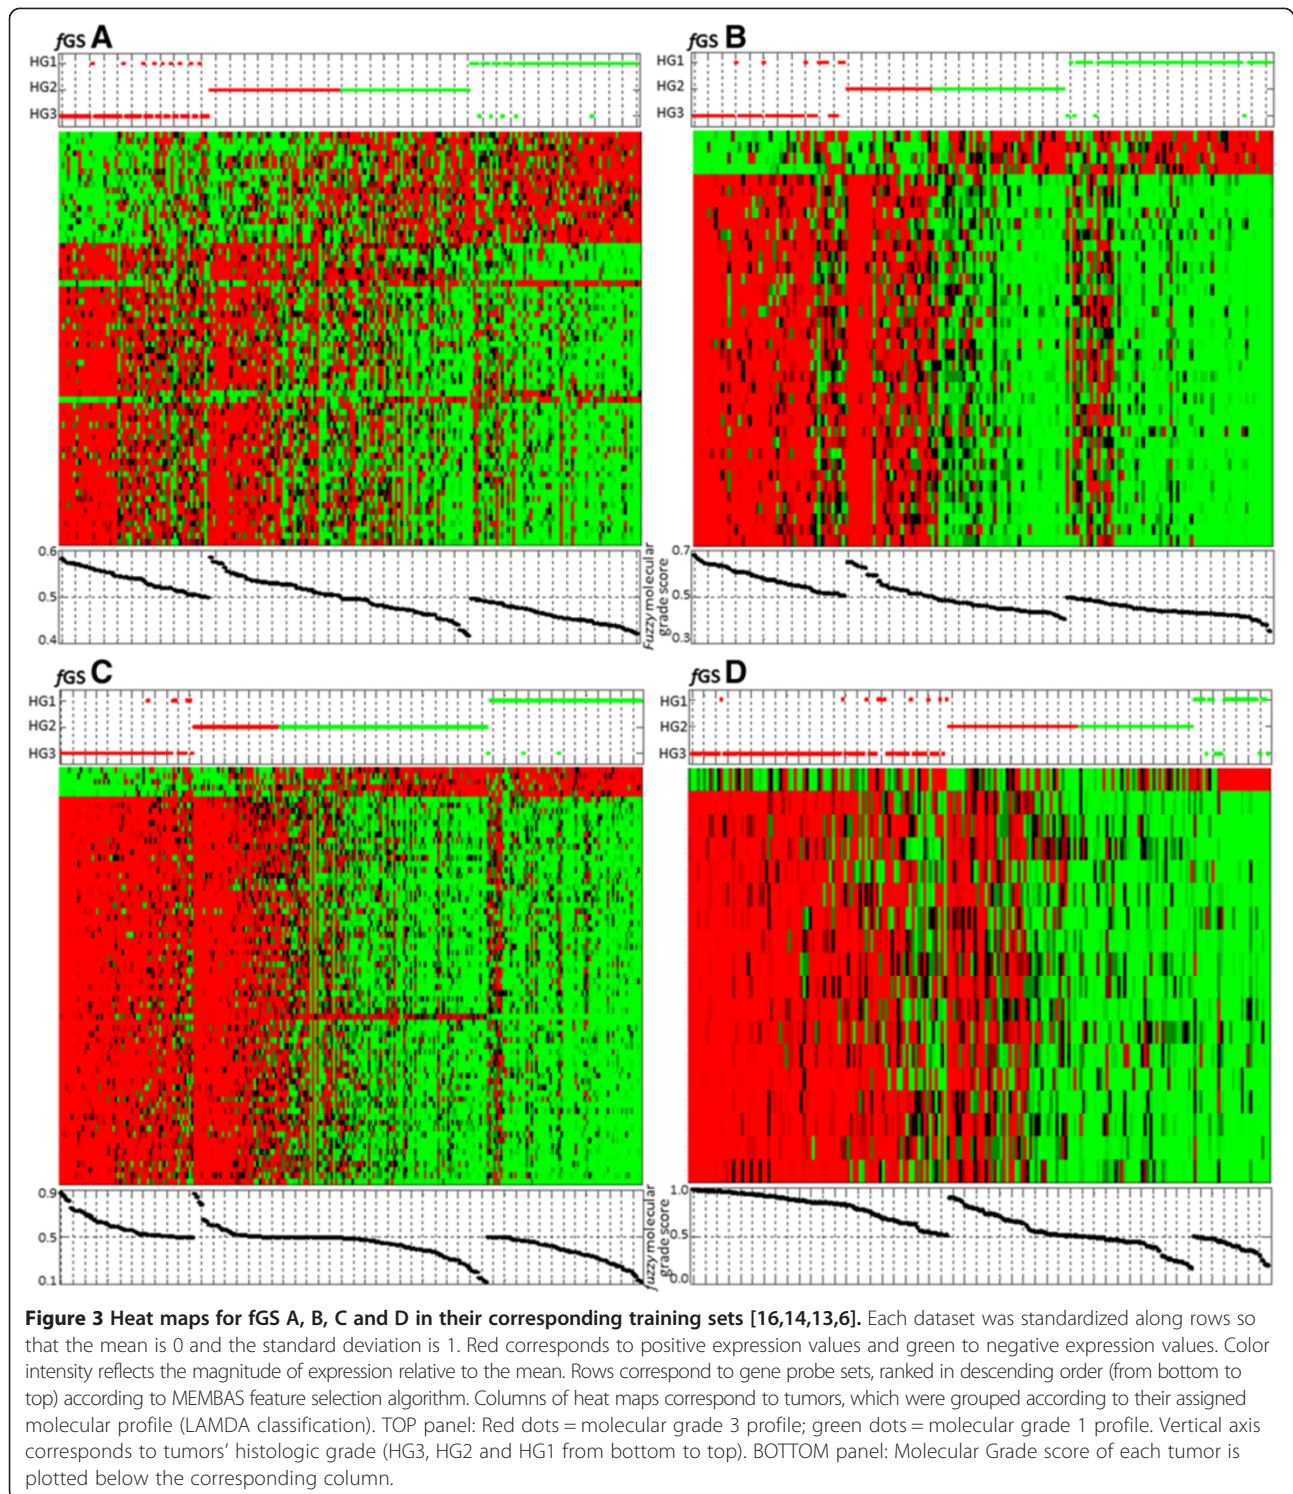 fGS A
HG1
HG2
HG3
0.6
0.5
0.4
fGS B
HG1
HG2
HG3
Fuzzy molecular
grade score
0.7
0.5
0.3
fGS C
HG1
HG2
HG3
0.9
0.5
0.1
fGS D
HG1
HG2
HG3
fuzzy molecular
grade score
1.0
0.5
0.0
Figure 3 Heat maps for fGS A, B, C and D in their corresponding training sets [16,14,13,6]. Each dataset was standardized along rows so
that the mean is 0 and the standard deviation is 1. Red corresponds to positive expression values and green to negative expression values. Color
intensity reflects the magnitude of expression relative to the mean. Rows correspond to gene probe sets, ranked in descending order (from bottom to
top) according to MEMBAS feature selection algorithm. Columns of heat maps correspond to tumors, which were grouped according to their assigned
molecular profile (LAMDA classification). TOP panel: Red dots = molecular grade 3 profile; green dots = molecular grade 1 profile. Vertical axis
corresponds to tumors' histologic grade (HG3, HG2 and HG1 from bottom to top). BOTTOM panel: Molecular Grade score of each tumor is
plotted below the corresponding column.